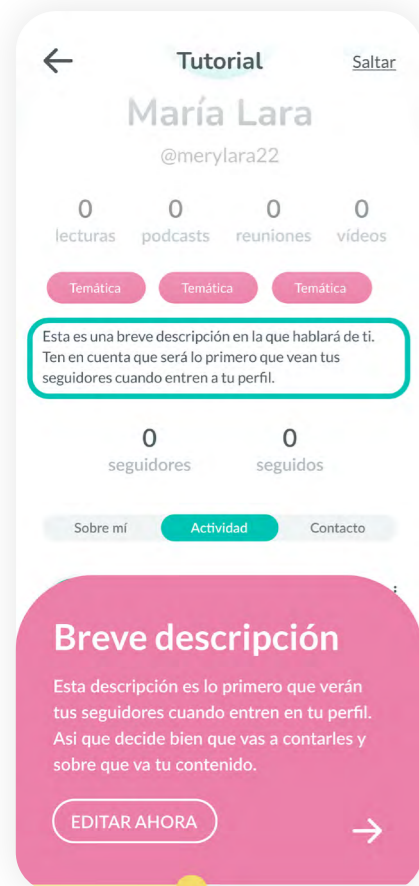 Tutorial
Saltar
María Lara
@merylara22
0 0 0 0
lecturas podcasts reuniones vídeos
Temática Temática Temática
Esta es una breve descripción en la que hablará de ti.
Ten en cuenta que será lo primero que vean tus
seguidores cuando entren a tu perfil.
0 0
seguidores seguidos
Sobre mí Actividad Contacto
Breve descripción
Esta descripción es lo primero que verán
tus seguidores cuando entren en tu perfil.
Asi que decide bien que vas a contarles y
sobre que va tu contenido.
EDITAR AHORA